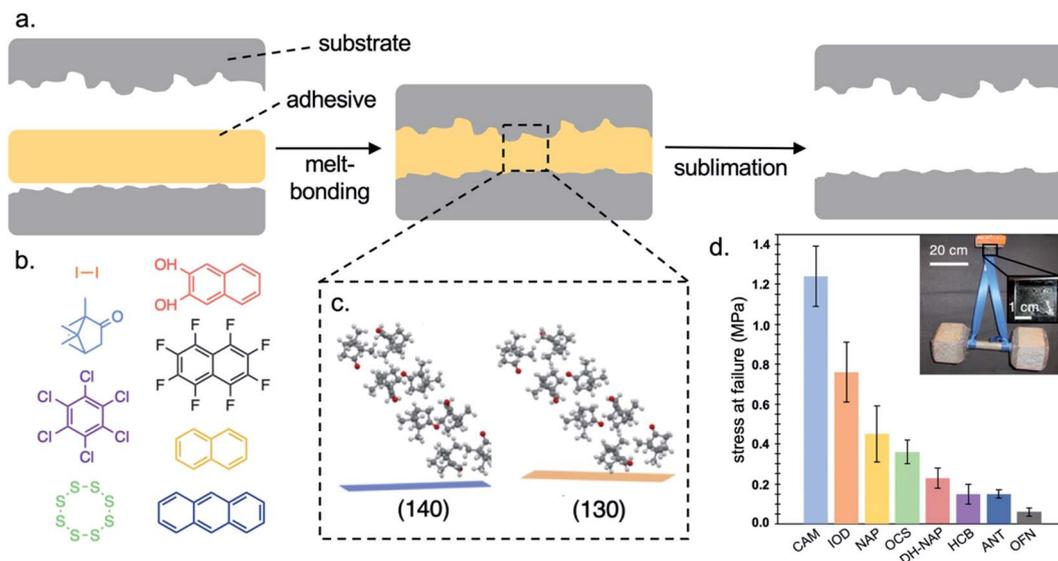 a.
substrate
adhesive
melt-
bonding
sublimation
b.
I
I
O
Cl
Cl
Cl
Cl
Cl
Cl
S
S
S
S
S
S
S
S
OH
OH
F
F
F
F
F
F
F
F
c.
(140)
(130)
d.
stress at failure (MPa)
1.4
1.2
1.0
0.8
0.6
0.4
0.2
0.0
CAM
IOD
NAP
OCS
DH-NAP
HCB
ANT
OFN
20 cm
1 cm